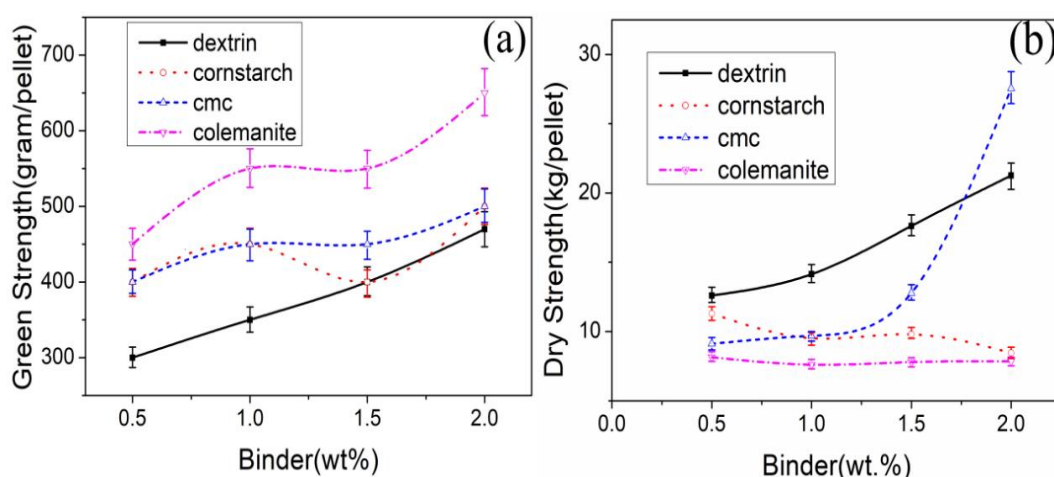 (a)
dextrin
cornstarch
cmc
colemanite
Green Strength(gram/pellet)
700
600
500
400
300
0.5 1.0 1.5 2.0
Binder(wt%)
(b)
dextrin
cornstarch
cmc
colemanite
Dry Strength(kg/pellet)
30
20
10
0.0 0.5 1.0 1.5 2.0
Binder(wt.%)